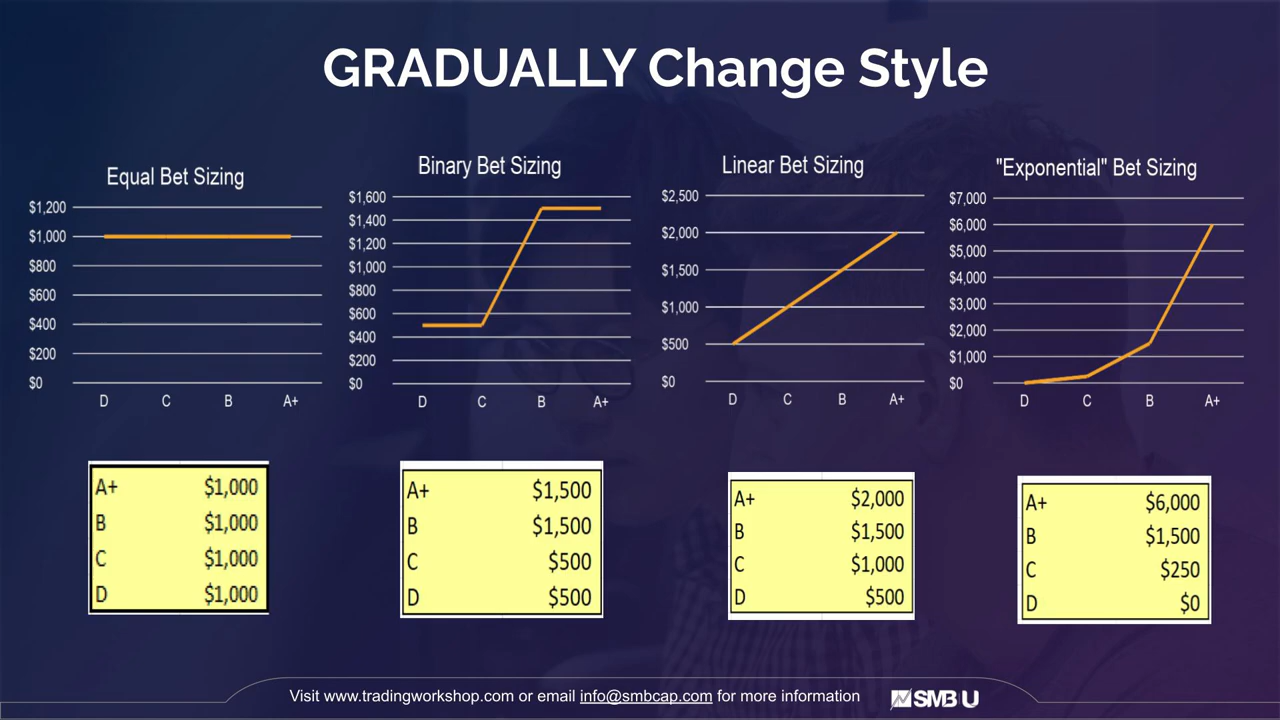 GRADUALLY Change Style
Equal Bet Sizing
$1,200
$1,000
$800
$600
$400
$200
$0
D C B A+
Binary Bet Sizing
$1,600
$1,400
$1,200
$1,000
$800
$600
$400
$200
$0
D C B A+
Linear Bet Sizing
$2,500
$2,000
$1,500
$1,000
$500
$0
D C B A+
"Exponential" Bet Sizing
$7,000
$6,000
$5,000
$4,000
$3,000
$2,000
$1,000
$0
D C B A+
A+ $1,000
B $1,000
C $1,000
D $1,000
A+ $1,500
B $1,500
C $500
D $500
A+ $2,000
B $1,500
C $1,000
D $500
A+ $6,000
B $1,500
C $250
D $0
Visit www.tradingworkshop.com or email info@smbcap.com for more information
SMB U